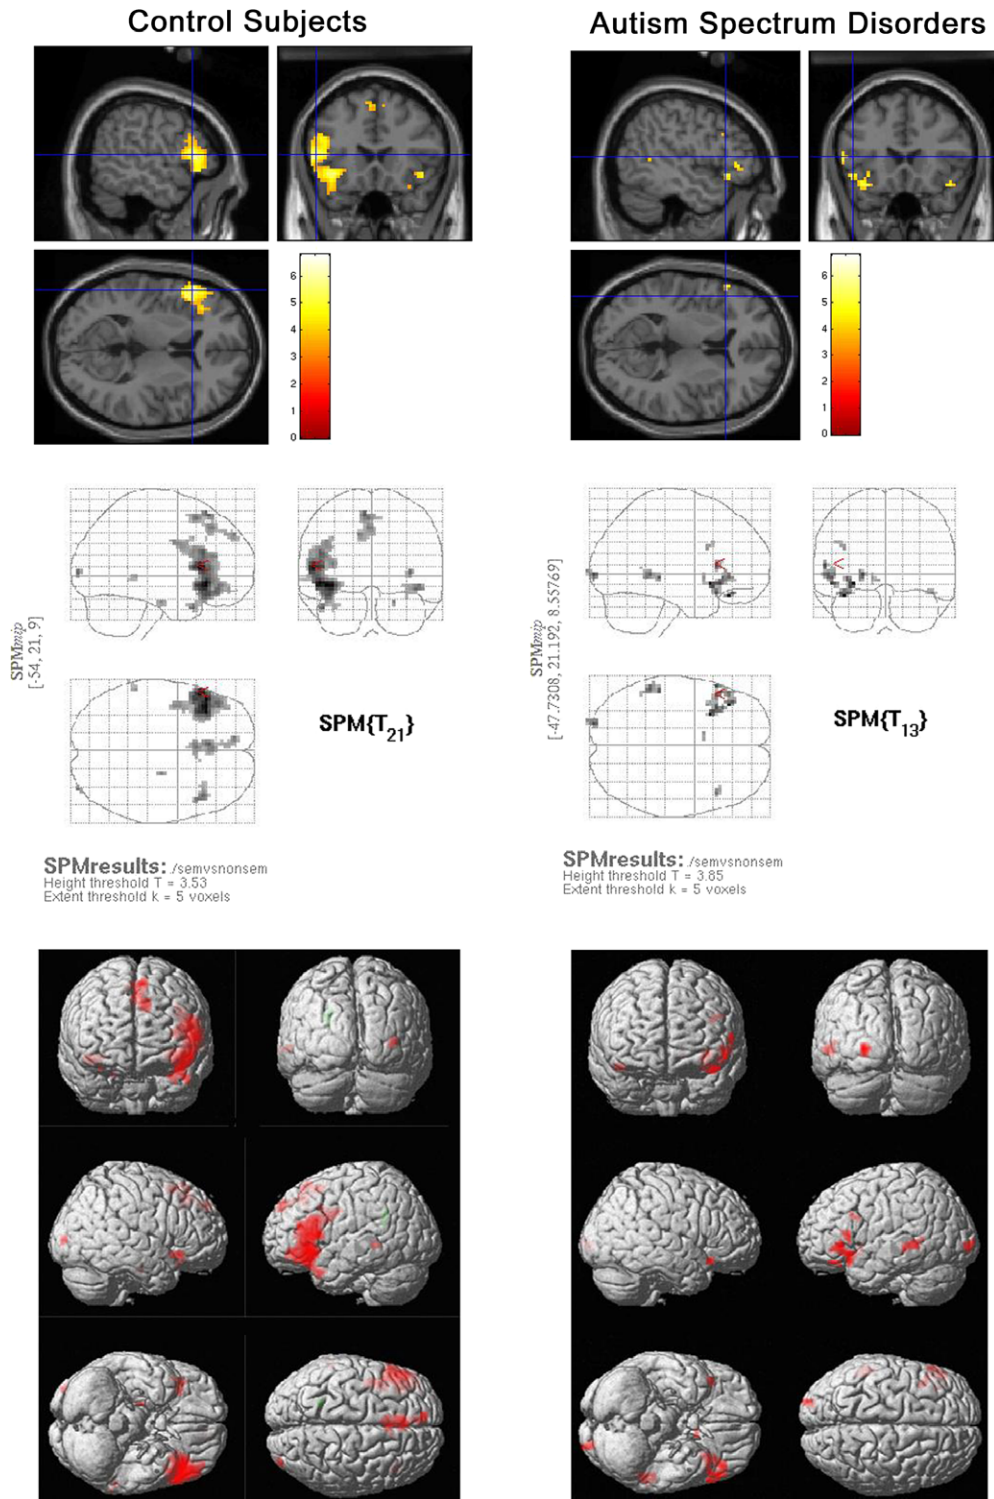 Control Subjects
Autism Spectrum Disorders
6
5
4
3
2
1
0
6
5
4
3
2
1
0
SPMmip
[-54, 21, 9]
SPM{T21}
SPMmip
[-47.7308, 21.192, 8.55769]
SPM{T13}
SPMresults: ./semvsnonsem
Height threshold T = 3.53
Extent threshold k = 5 voxels
SPMresults: ./semvsnonsem
Height threshold T = 3.85
Extent threshold k = 5 voxels